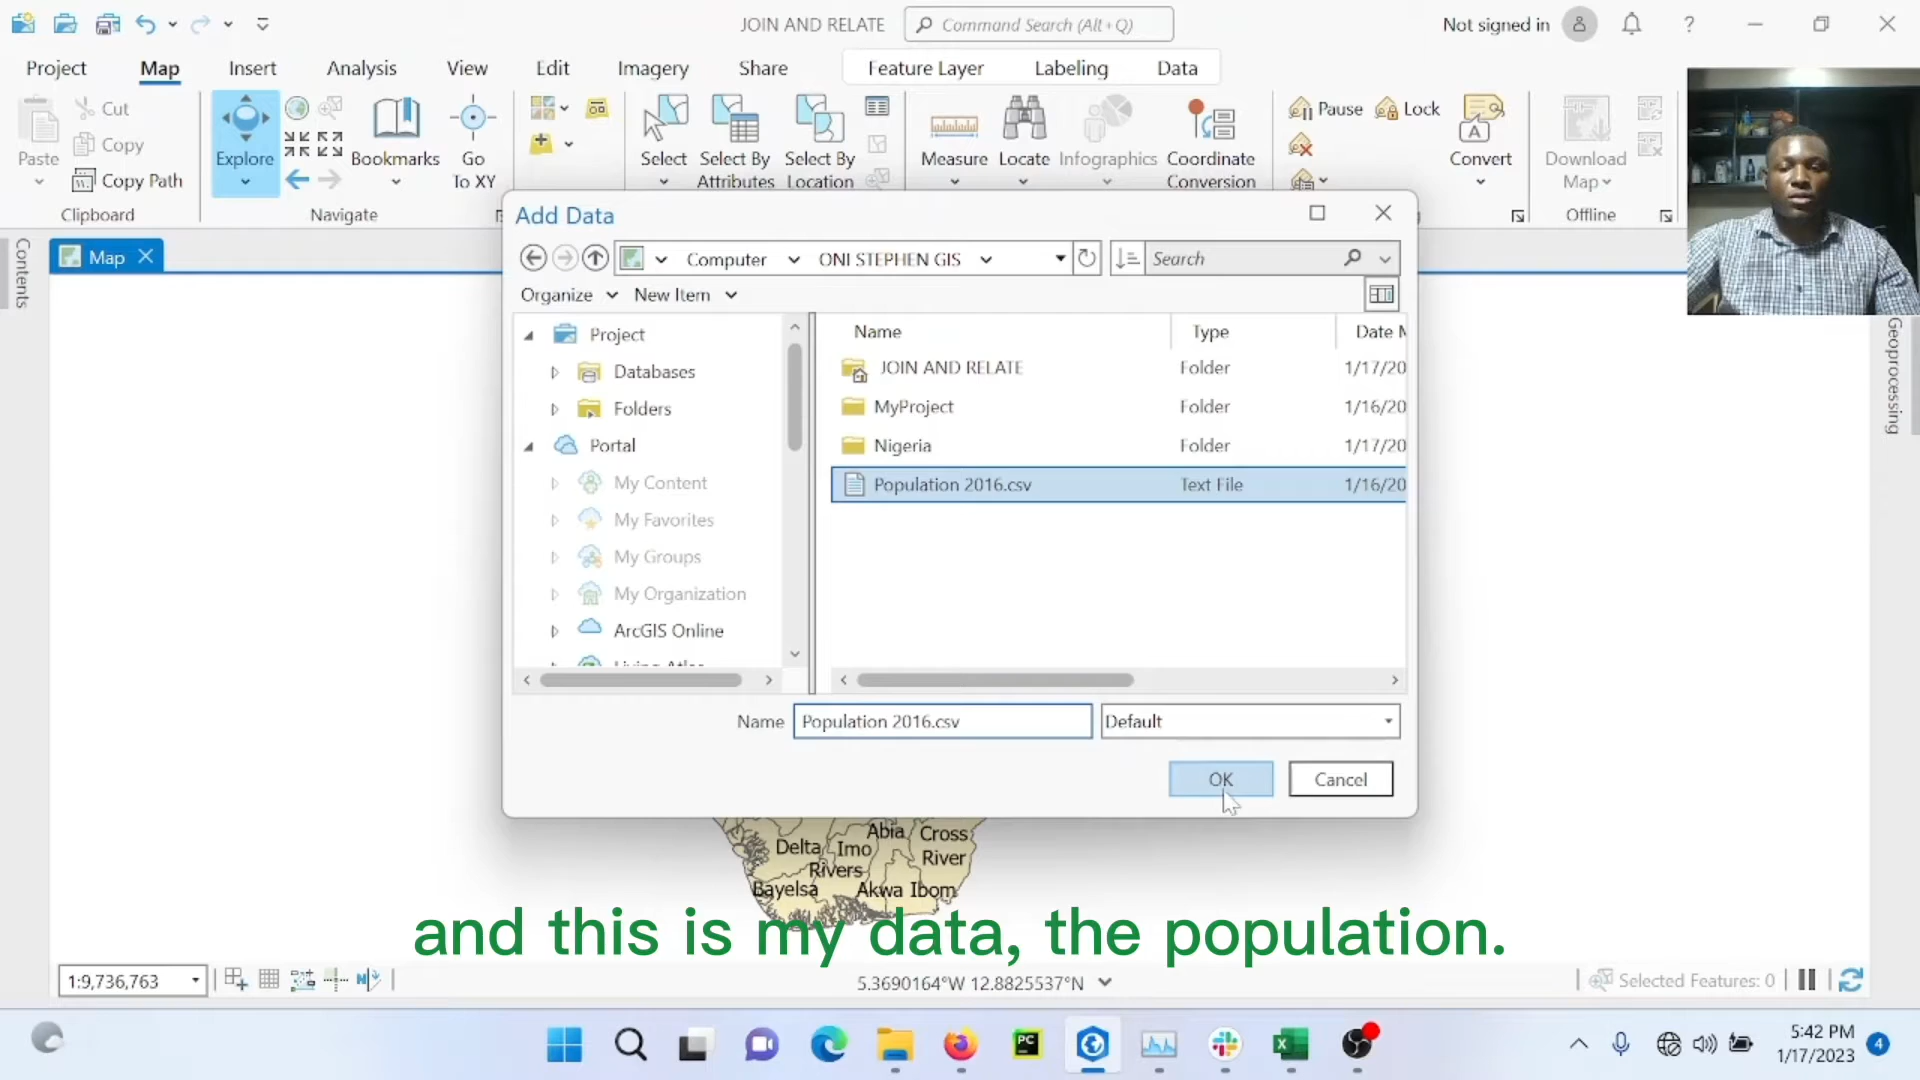 JOIN AND RELATE
Command Search (Alt+Q)
Not signed in
Project Map Insert Analysis View Edit Imagery Share Feature Layer Labeling Data
Paste
Cut
Copy
Copy Path
Clipboard
Explore
Bookmarks
Go
To XY
Navigate
Select
Select By
Attributes
Select By
Location
Measure
Locate
Infographics
Coordinate
Conversion
Pause
Lock
Convert
Download
Map
Offline
Contents
Map
Geoprocessing
Add Data
Computer ONI STEPHEN GIS
Search
Organize New Item
Project
Databases
Folders
Portal
My Content
My Favorites
My Groups
My Organization
ArcGIS Online
Name Type Date M
JOIN AND RELATE Folder 1/17/20
MyProject Folder 1/16/20
Nigeria Folder 1/17/20
Population 2016.csv Text File 1/16/20
Name Population 2016.csv Default
OK Cancel
Abia
Cross
River
Delta
Imo
Rivers
Bayelsa
Akwa Ibom
and this is my data, the population.
1:9,736,763
5.3690164°W 12.8825537°N
Selected Features: 0
PC
5:42 PM
1/17/2023
4